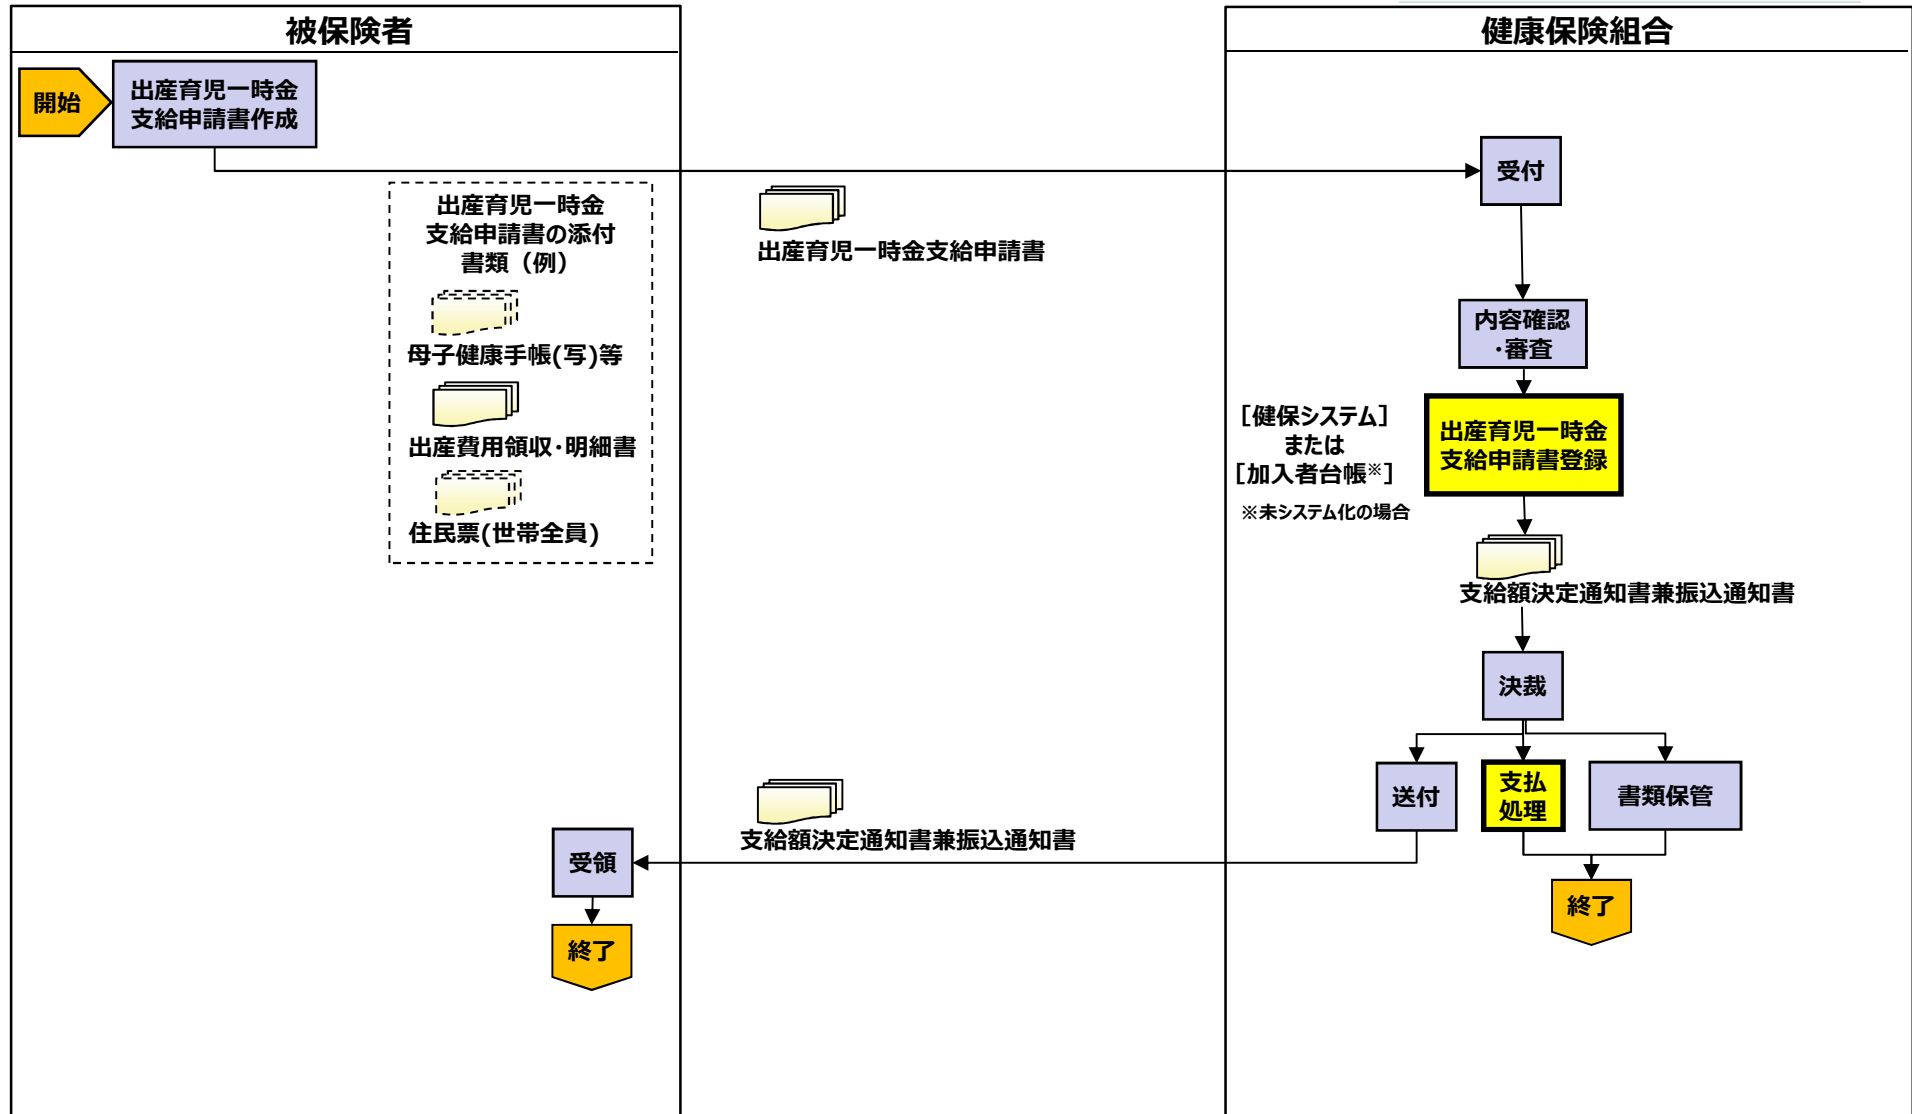 被保険者
健康保険組合
開始
出産育児一時金
支給申請書作成
受付
出産育児一時金
支給申請書の添付
書類（例）
母子健康手帳(写)等
出産費用領収・明細書
住民票(世帯全員)
出産育児一時金支給申請書
内容確認
・審査
［健保システム］
または
［加入者台帳※］
※未システム化の場合
出産育児一時金
支給申請書登録
支給額決定通知書兼振込通知書
決裁
送付
支払
処理
書類保管
支給額決定通知書兼振込通知書
受領
終了
終了